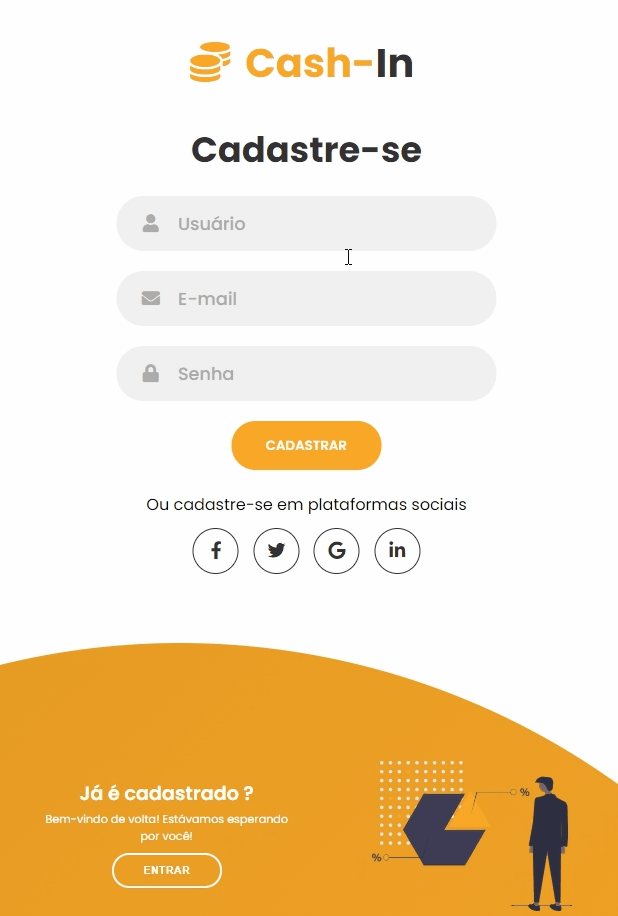 Cash-In
Cadastre-se
Usuário
E-mail
Senha
CADASTRAR
Ou cadastre-se em plataformas sociais
f
G
in
Já é cadastrado ?
Bem-vindo de volta! Estávamos esperando
por você!
ENTRAR
%
%